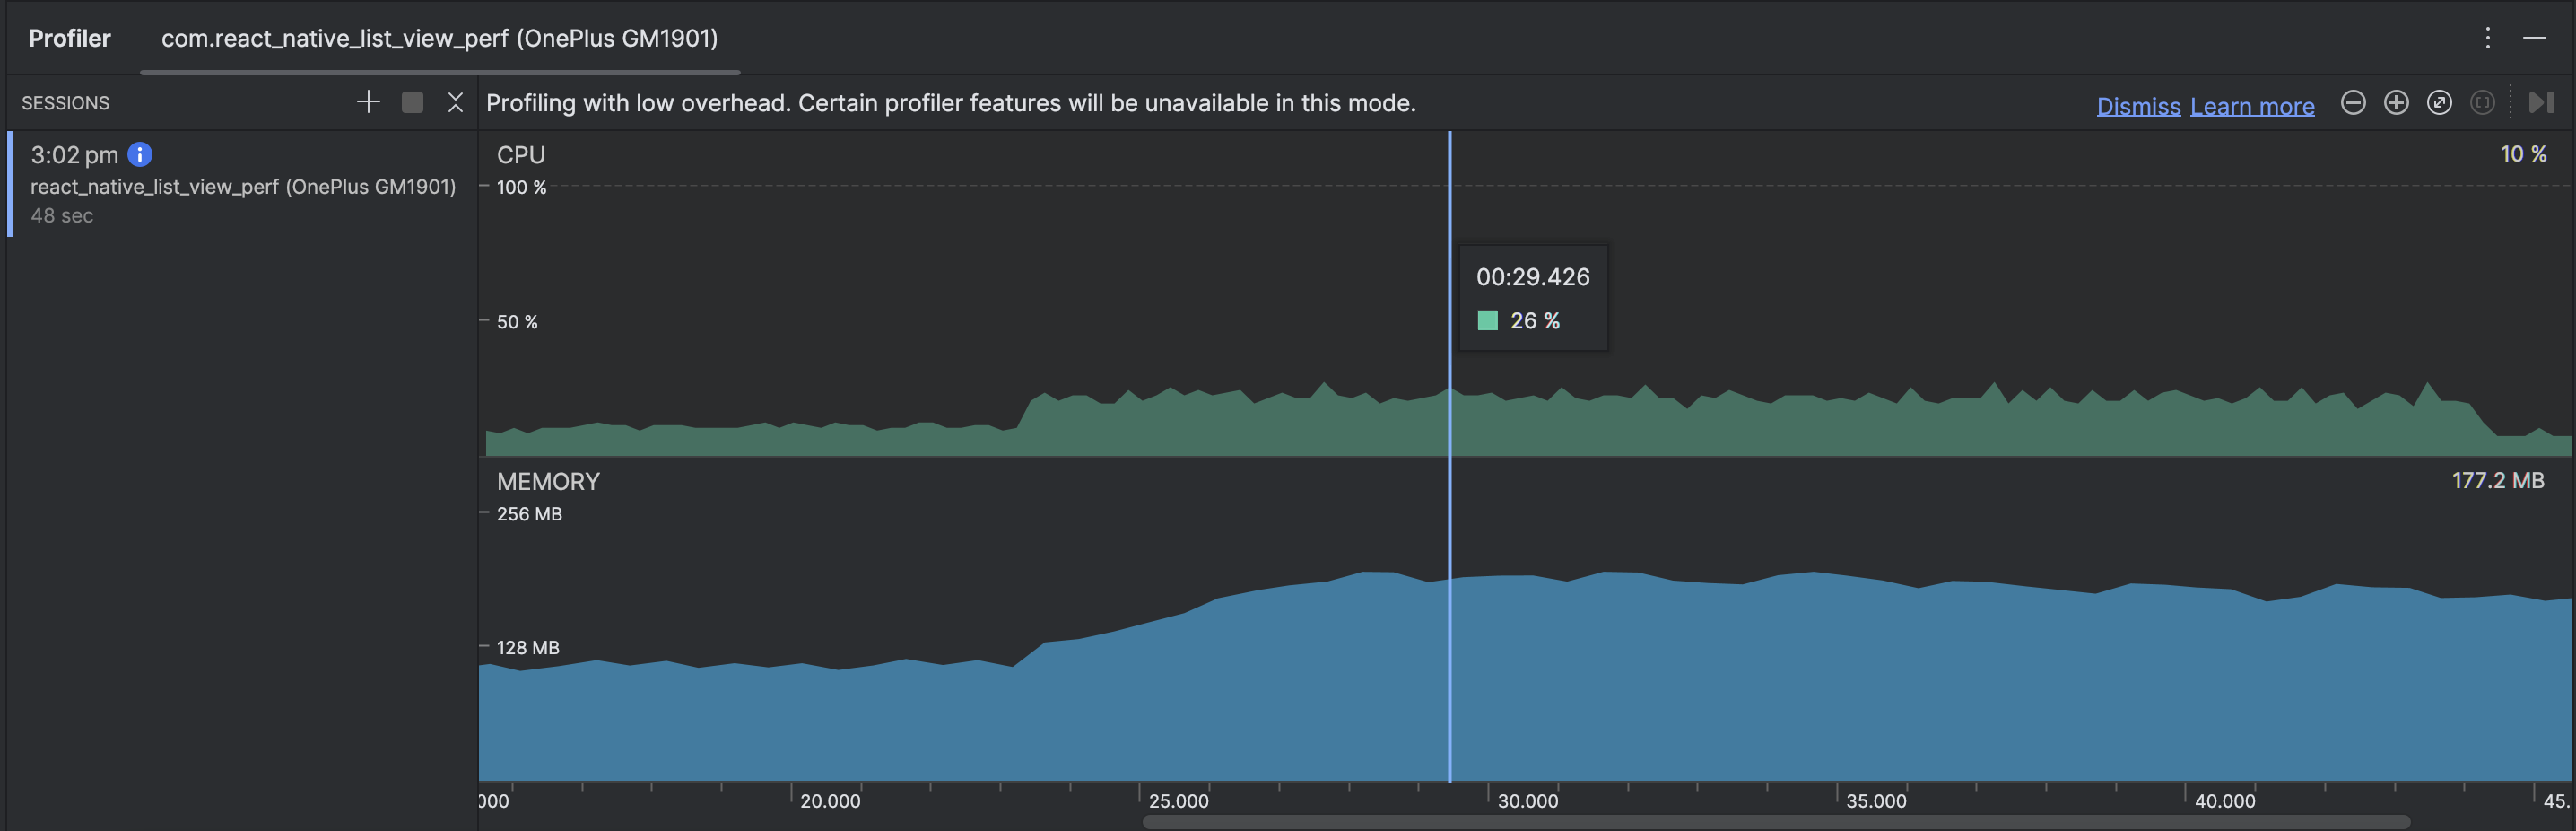 Profiler com.react_native_list_view_perf (OnePlus GM1901)
SESSIONS
Profiling with low overhead. Certain profiler features will be unavailable in this mode. Dismiss Learn more
3:02 pm
react_native_list_view_perf (OnePlus GM1901)
48 sec
CPU 10 %
100 %
50 %
00:29.426
26 %
MEMORY 177.2 MB
256 MB
128 MB
000 20.000 25.000 30.000 35.000 40.000 45.